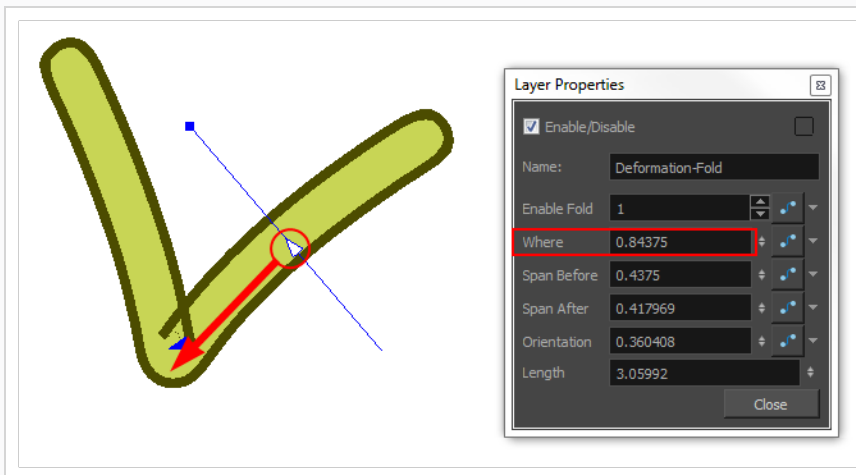 Layer Properties
Enable/Disable
Name: Deformation-Fold
Enable Fold 1
Where 0.84375
Span Before 0.4375
Span After 0.417969
Orientation 0.360408
Length 3.05992
Close